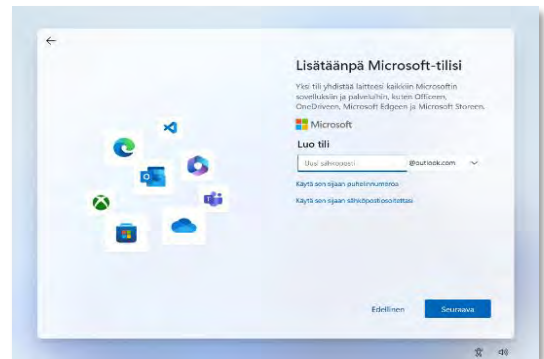 Lisätäänpä Microsoft-tilisi
Yksi tili yhdistää laitteesi kaikkiin Microsoftin
sovelluksiin ja palveluihin, kuten Officeen,
OneDriveen, Microsoft Edgeen ja Microsoft Storeen.
Microsoft
Luo tili
Uusi sähköposti @outlook.com
Käytä sen sijaan puhelinnumeroa
Käytä sen sijaan sähköpostiosoitettasi
Edellinen Seuraava